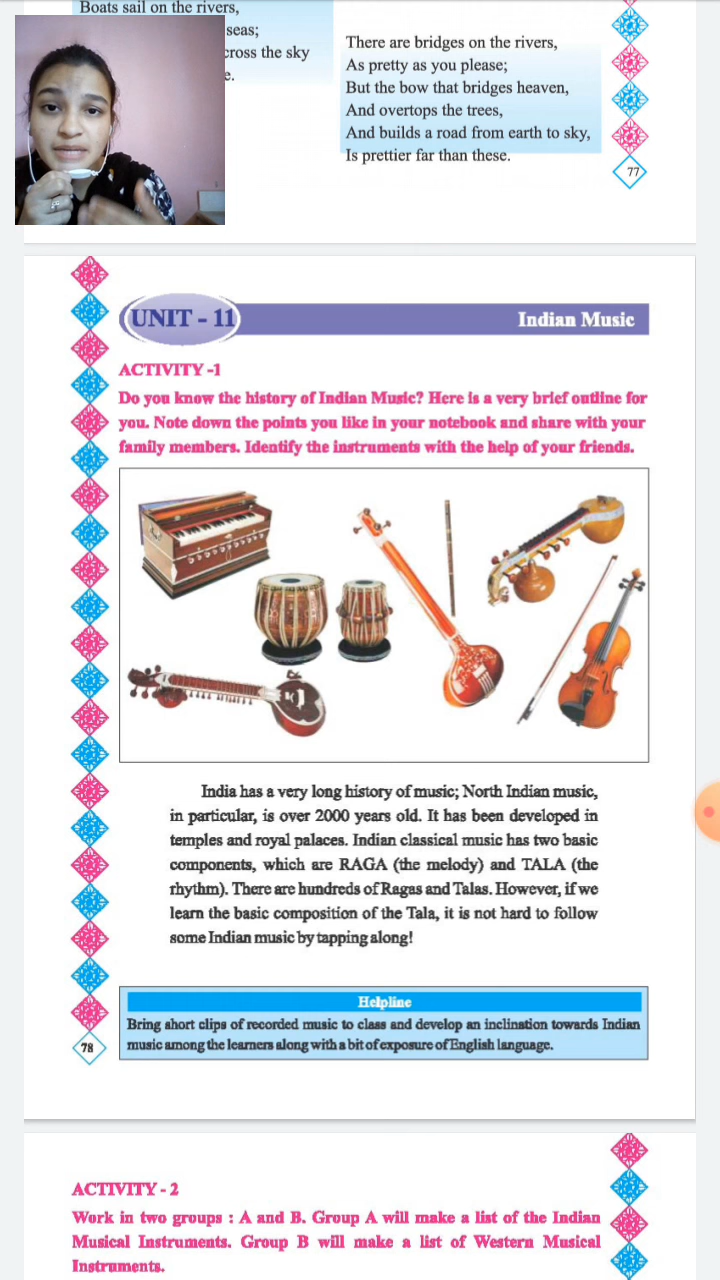 Boats sail on the rivers,
seas;
cross the sky
e.
There are bridges on the rivers,
As pretty as you please;
But the bow that bridges heaven,
And overtops the trees,
And builds a road from earth to sky,
Is prettier far than these.
77
UNIT - 11
Indian Music
ACTIVITY -1
Do you know the history of Indian Music? Here is a very brief outline for
you. Note down the points you like in your notebook and share with your
family members. Identify the instruments with the help of your friends.
India has a very long history of music; North Indian music,
in particular, is over 2000 years old. It has been developed in
temples and royal palaces. Indian classical music has two basic
components, which are RAGA (the melody) and TALA (the
rhythm). There are hundreds of Ragas and Talas. However, if we
learn the basic composition of the Tala, it is not hard to follow
some Indian music by tapping along!
Helpline
Bring short clips of recorded music to class and develop an inclination towards Indian
music among the learners along with a bit of exposure of English language.
78
ACTIVITY - 2
Work in two groups : A and B. Group A will make a list of the Indian
Musical Instruments. Group B will make a list of Western Musical
Instruments.